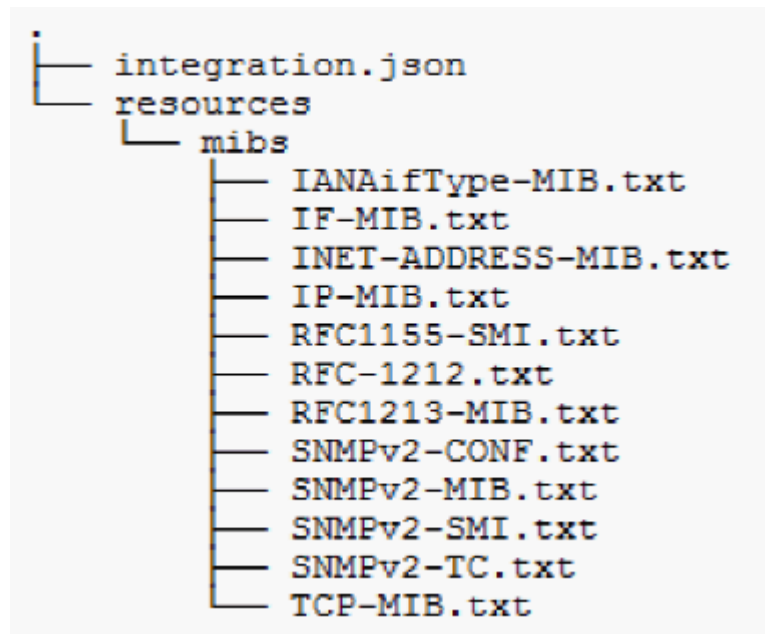 .
├── integration.json
└── resources
    └── mibs
        ├── IANAifType-MIB.txt
        ├── IF-MIB.txt
        ├── INET-ADDRESS-MIB.txt
        ├── IP-MIB.txt
        ├── RFC1155-SMI.txt
        ├── RFC-1212.txt
        ├── RFC1213-MIB.txt
        ├── SNMPv2-CONF.txt
        ├── SNMPv2-MIB.txt
        ├── SNMPv2-SMI.txt
        ├── SNMPv2-TC.txt
        └── TCP-MIB.txt